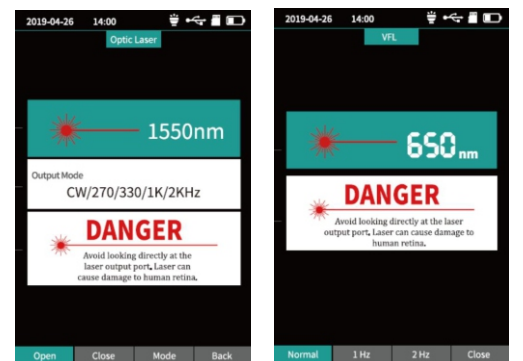 2019-04-26 14:00
Optic Laser
1550nm
Output Mode
CW/270/330/1K/2KHz
DANGER
Avoid looking directly at the
laser output port. Laser can
cause damage to human retina.
Open Close Mode Back
2019-04-26 14:00
VFL
650 nm
DANGER
Avoid looking directly at the laser
output port. Laser can cause damage to
human retina.
Normal 1 Hz 2 Hz Close